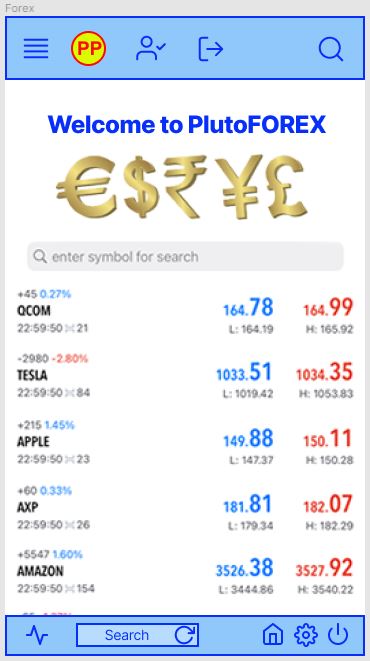 Forex
PP
Welcome to PlutoFOREX
€$₹¥£
enter symbol for search
+45 0.27%
QCOM 164.78 164.99
22:59:50 21 L: 164.19 H: 165.92
-2980 -2.80%
TESLA 1033.51 1034.35
22:59:50 84 L: 1019.42 H: 1053.83
+215 1.45%
APPLE 149.88 150.11
22:59:50 23 L: 147.37 H: 150.28
+60 0.33%
AXP 181.81 182.07
22:59:50 26 L: 179.34 H: 182.29
+5547 1.60%
AMAZON 3526.38 3527.92
22:59:50 154 L: 3444.86 H: 3540.22
Search